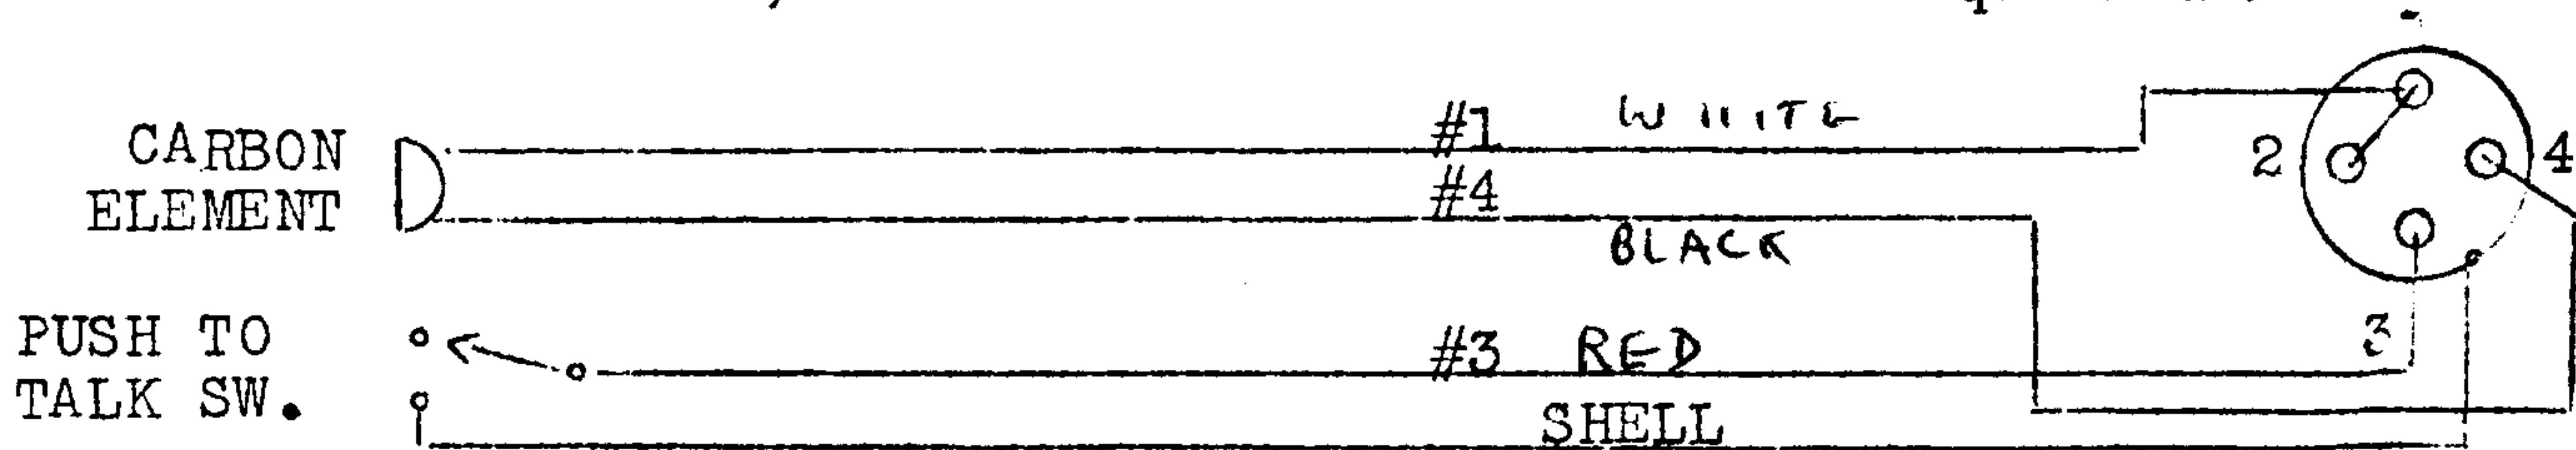 #1 WHITE
CARBON
ELEMENT
#4
BLACK
2
4
PUSH TO
TALK SW.
#3 RED
3
SHELL